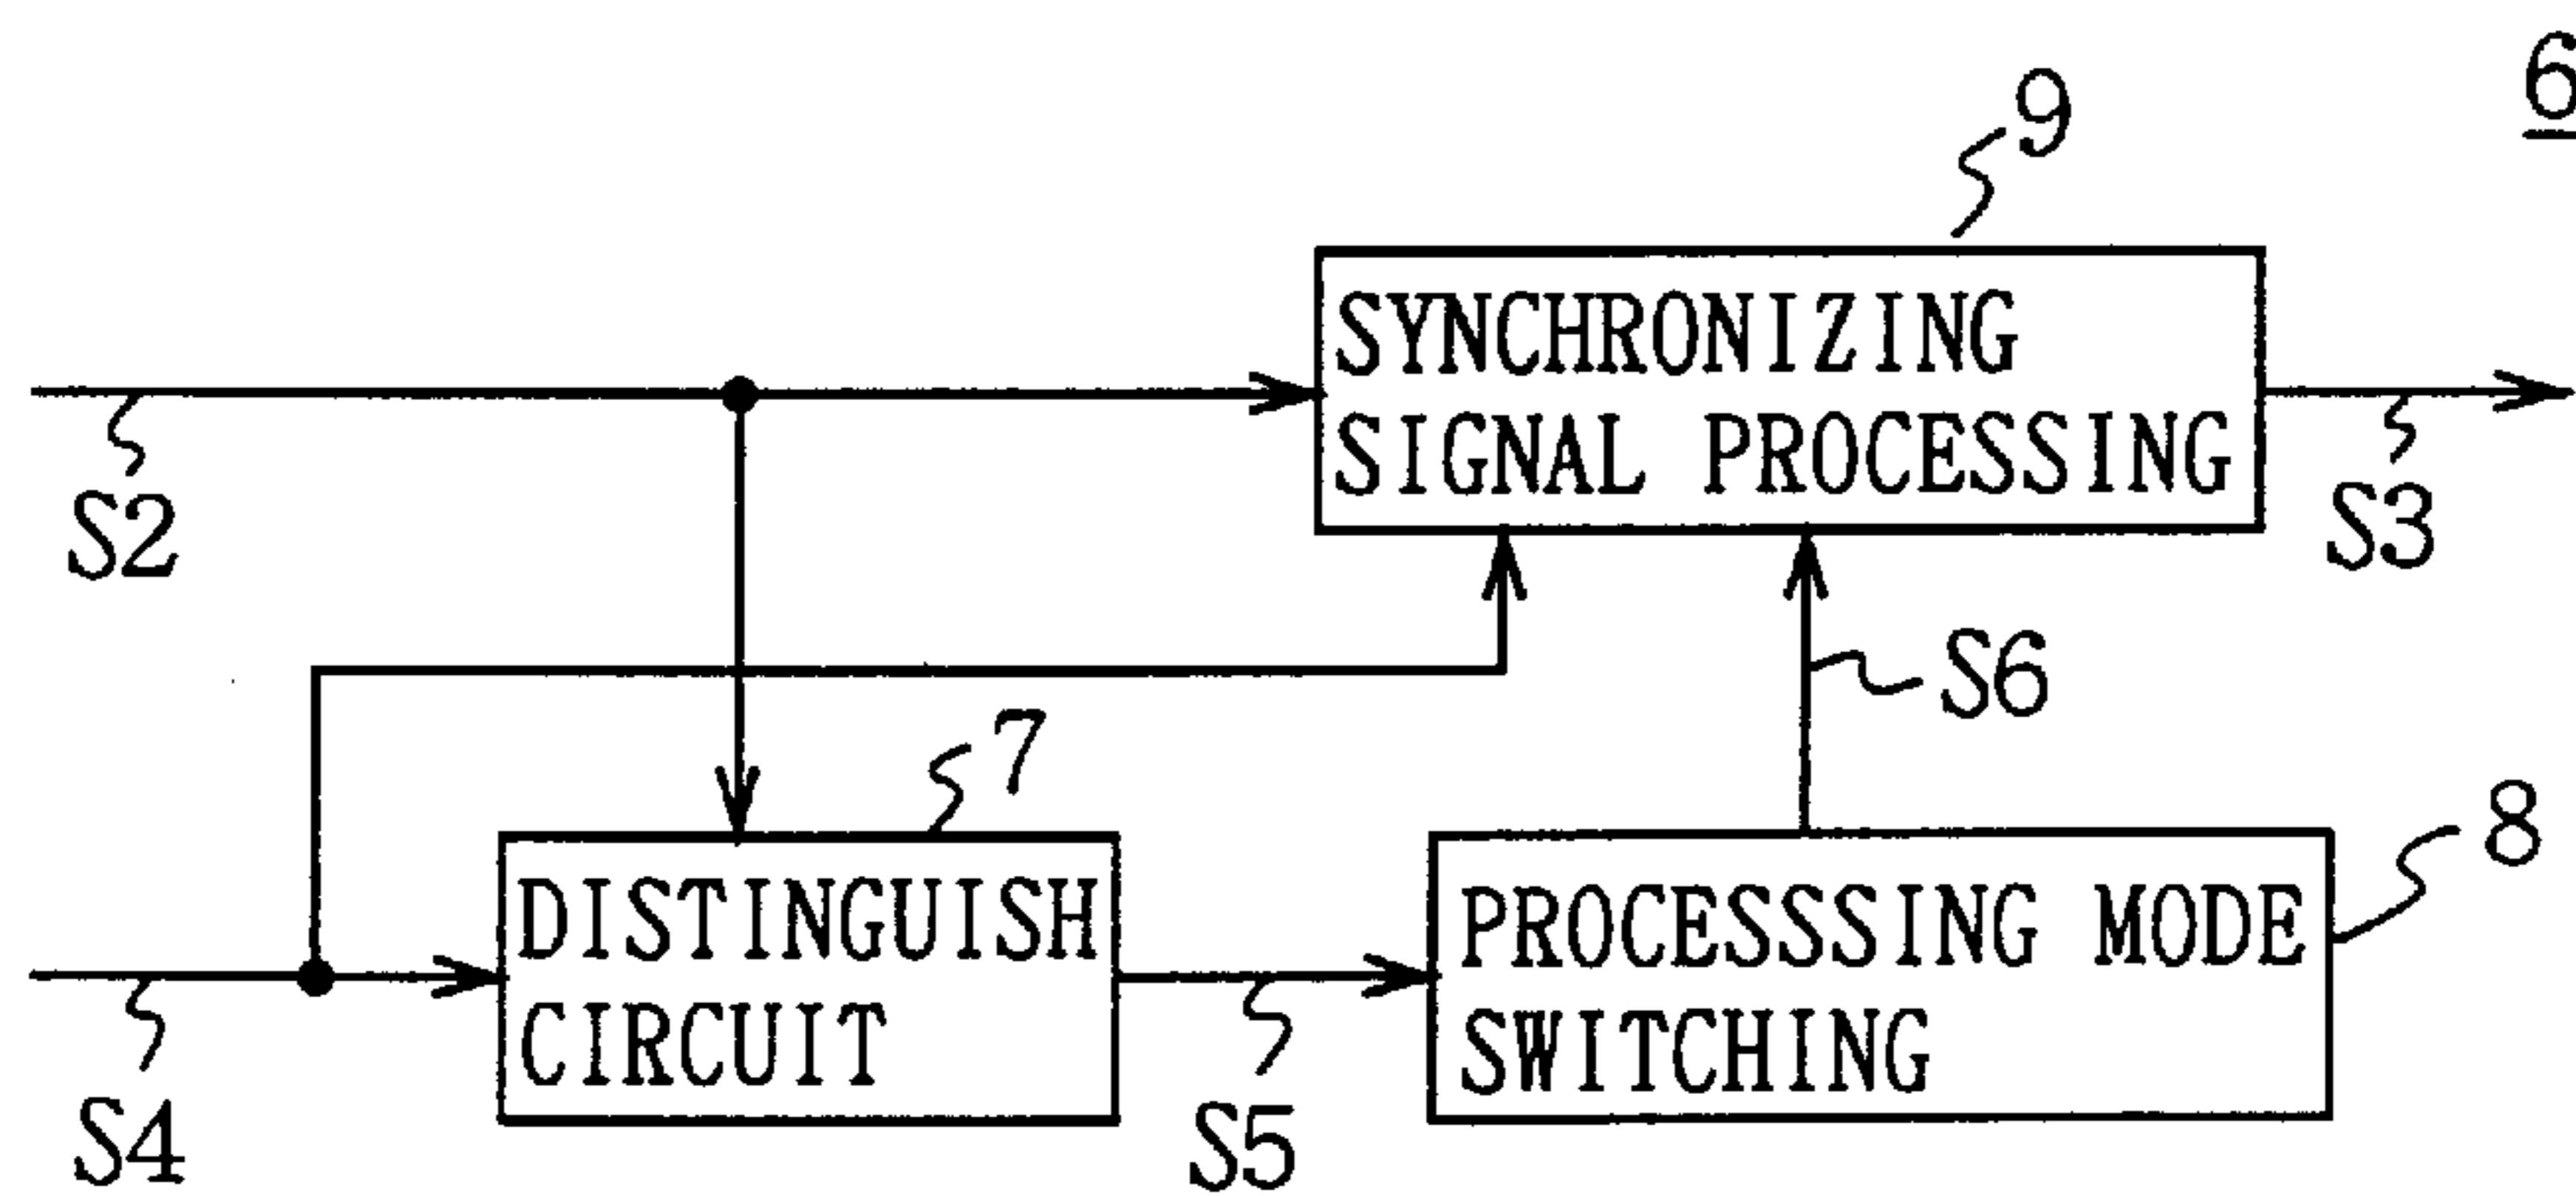 6
9
SYNCHRONIZING
SIGNAL PROCESSING
S2
S3
S6
7
8
DISTINGUISH
CIRCUIT
PROCESSSING MODE
SWITCHING
S4
S5